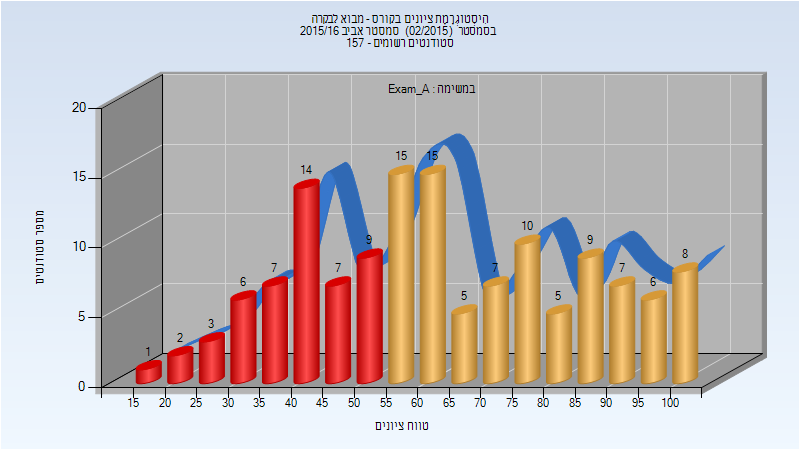 היסטוגרמת ציונים בקורס - מבוא לבקרה
בסמסטר (02/2015) סמסטר אביב 2015/16
סטודנטים רשומים - 157
במשימה : Exam_A
מספר סטודנטים
20
15
10
5
0
1 2 3 6 7 14 7 9 15 15 5 7 10 5 9 7 6 8
15 20 25 30 35 40 45 50 55 60 65 70 75 80 85 90 95 100
טווח ציונים